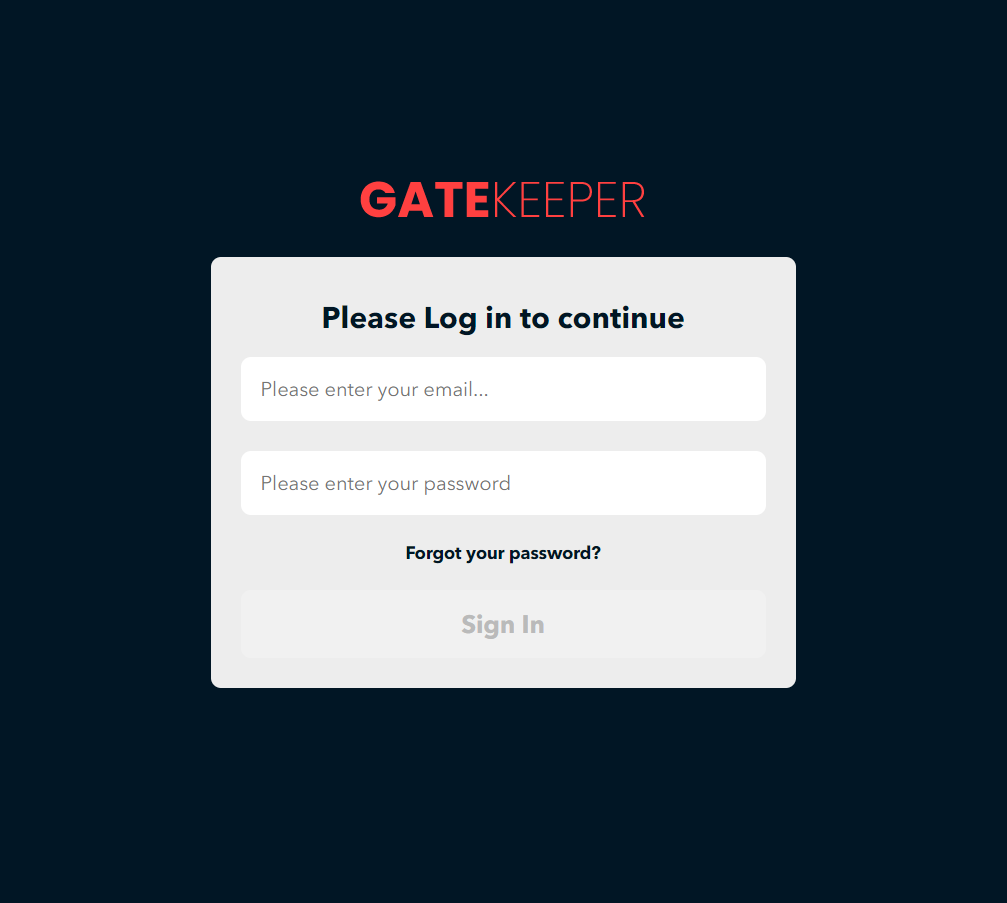 GATEKEEPER
Please Log in to continue
Please enter your email...
Please enter your password
Forgot your password?
Sign In